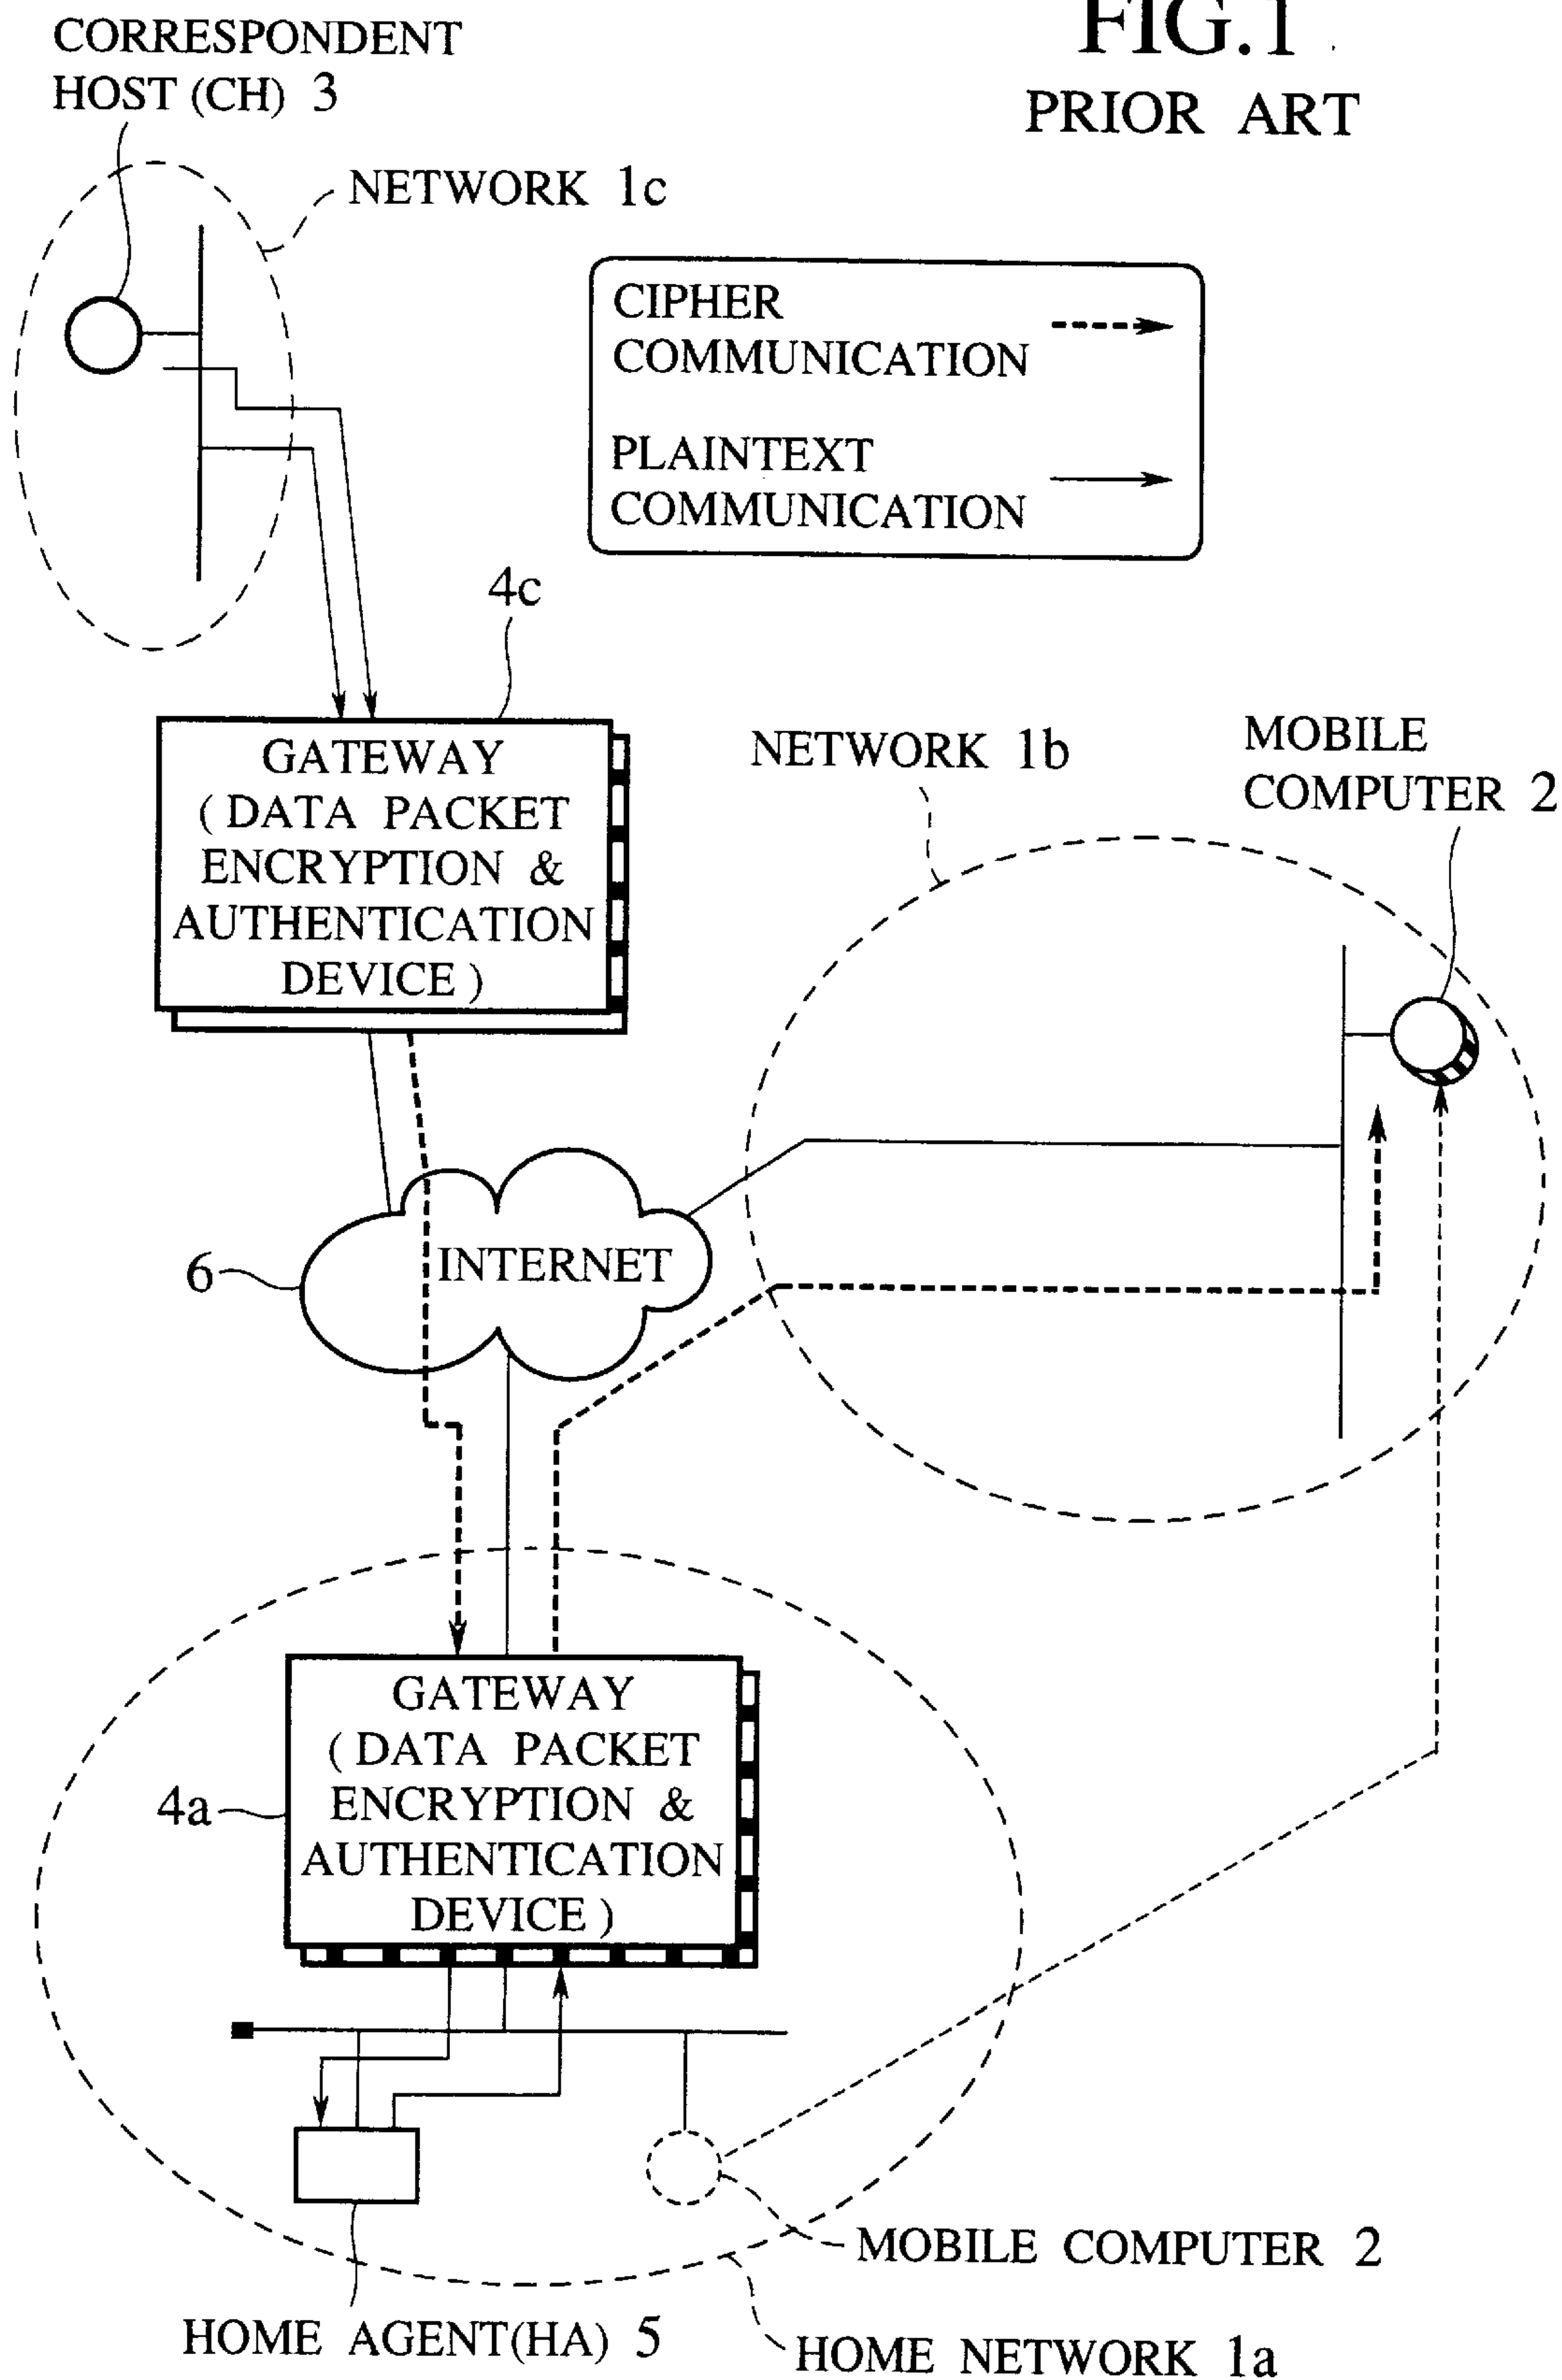 FIG.1
PRIOR ART
CORRESPONDENT
HOST (CH) 3
NETWORK 1c
CIPHER
COMMUNICATION
PLAINTEXT
COMMUNICATION
4c
GATEWAY
( DATA PACKET
ENCRYPTION &
AUTHENTICATION
DEVICE )
NETWORK 1b
MOBILE
COMPUTER 2
6
INTERNET
4a
GATEWAY
( DATA PACKET
ENCRYPTION &
AUTHENTICATION
DEVICE )
MOBILE COMPUTER 2
HOME AGENT(HA) 5
HOME NETWORK 1a